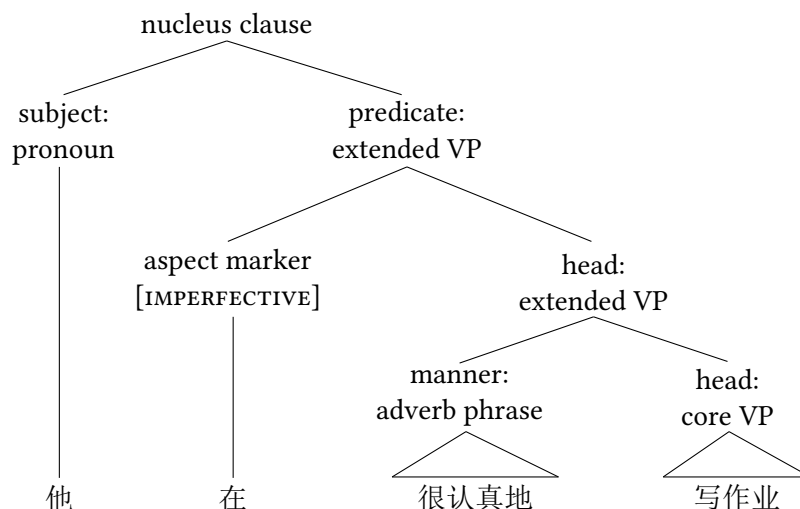 nucleus clause
subject:
pronoun
predicate:
extended VP
aspect marker
[IMPERFECTIVE]
head:
extended VP
manner:
adverb phrase
head:
core VP
他 在 很认真地 写作业